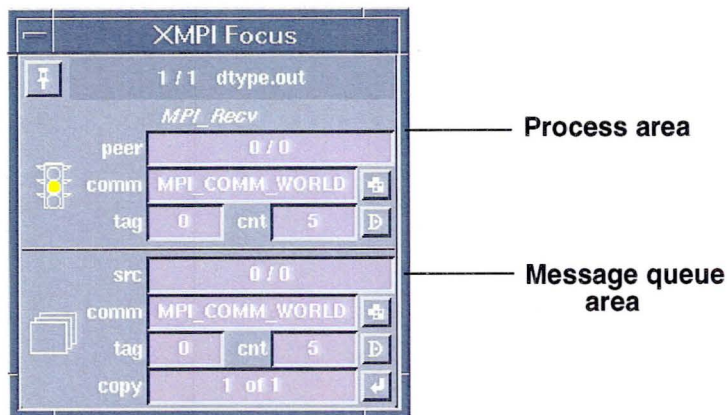 XMPI Focus
1 / 1 dtype.out
MPI_Recv
peer 0 / 0
comm MPI_COMM_WORLD
tag 0 cnt 5 D
src 0 / 0
comm MPI_COMM_WORLD
tag 0 cnt 5 D
copy 1 of 1
Process area
Message queue
area